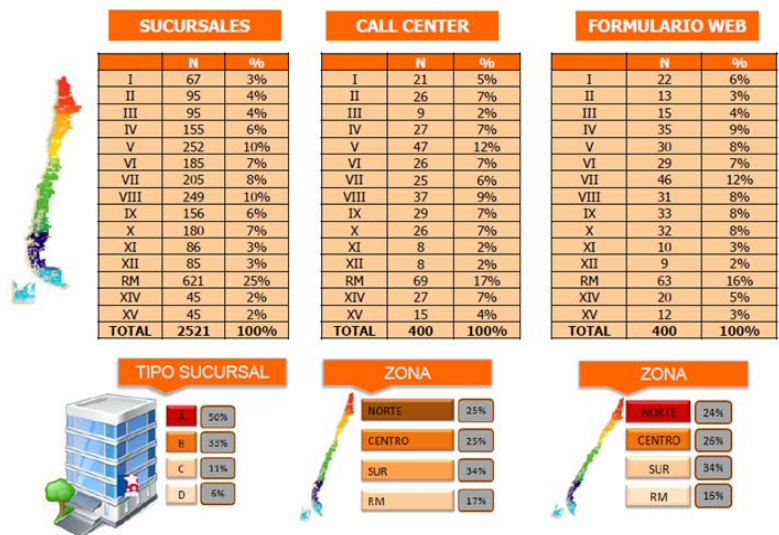 SUCURSALES
N %
I 67 3%
II 95 4%
III 95 4%
IV 155 6%
V 252 10%
VI 185 7%
VII 205 8%
VIII 249 10%
IX 156 6%
X 180 7%
XI 86 3%
XII 85 3%
RM 621 25%
XIV 45 2%
XV 45 2%
TOTAL 2521 100%
CALL CENTER
N %
I 21 5%
II 26 7%
III 9 2%
IV 27 7%
V 47 12%
VI 26 7%
VII 25 6%
VIII 37 9%
IX 29 7%
X 26 7%
XI 8 2%
XII 8 2%
RM 69 17%
XIV 27 7%
XV 15 4%
TOTAL 400 100%
FORMULARIO WEB
N %
I 22 6%
II 13 3%
III 15 4%
IV 35 9%
V 30 8%
VI 29 7%
VII 46 12%
VIII 31 8%
IX 33 8%
X 32 8%
XI 10 3%
XII 9 2%
RM 63 16%
XIV 20 5%
XV 12 3%
TOTAL 400 100%
TIPO SUCURSAL
A 50%
B 33%
C 11%
D 6%
ZONA
NORTE 25%
CENTRO 25%
SUR 34%
RM 17%
ZONA
NORTE 24%
CENTRO 26%
SUR 34%
RM 16%